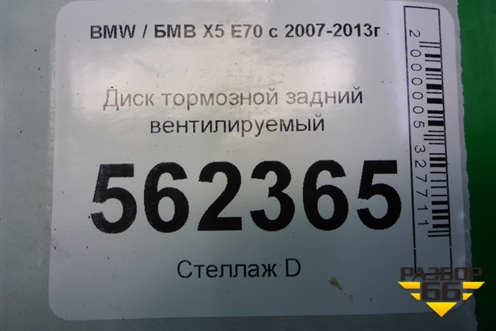 BMW / БМВ X5 E70 с 2007-2013г
Диск тормозной задний
вентилируемый
562365
Стеллаж D
2000005327711
РАЗБОР
66